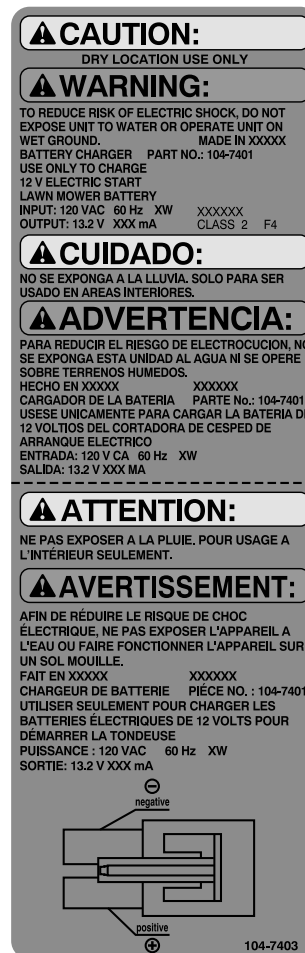 CAUTION:
DRY LOCATION USE ONLY
WARNING:
TO REDUCE RISK OF ELECTRIC SHOCK, DO NOT
EXPOSE UNIT TO WATER OR OPERATE UNIT ON
WET GROUND. MADE IN XXXXX
BATTERY CHARGER PART NO.: 104-7401
USE ONLY TO CHARGE
12 V ELECTRIC START
LAWN MOWER BATTERY
INPUT: 120 VAC 60 Hz XW XXXXXX
OUTPUT: 13.2 V XXX mA CLASS 2 F4
CUIDADO:
NO SE EXPONGA A LA LLUVIA. SOLO PARA SER
USADO EN AREAS INTERIORES.
ADVERTENCIA:
PARA REDUCIR EL RIESGO DE ELECTROCUCION, NO
SE EXPONGA ESTA UNIDAD AL AGUA NI SE OPERE
SOBRE TERRENOS HUMEDOS.
HECHO EN XXXXX XXXXXX
CARGADOR DE LA BATERIA PARTE No.: 104-7401
USESE UNICAMENTE PARA CARGAR LA BATERIA DE
12 VOLTIOS DEL CORTADORA DE CESPED DE
ARRANQUE ELECTRICO
ENTRADA: 120 V CA 60 Hz XW
SALIDA: 13.2 V XXX MA
ATTENTION:
NE PAS EXPOSER A LA PLUIE. POUR USAGE A
L'INTÉRIEUR SEULEMENT.
AVERTISSEMENT:
AFIN DE RÉDUIRE LE RISQUE DE CHOC
ÉLECTRIQUE, NE PAS EXPOSER L'APPAREIL A
L'EAU OU FAIRE FONCTIONNER L'APPAREIL SUR
UN SOL MOUILLE.
FAIT EN XXXXX XXXXXX
CHARGEUR DE BATTERIE PIÉCE NO. : 104-7401
UTILISER SEULEMENT POUR CHARGER LES
BATTERIES ÉLECTRIQUES DE 12 VOLTS POUR
DÉMARRER LA TONDEUSE
PUISSANCE : 120 VAC 60 Hz XW
SORTIE: 13.2 V XXX mA
negative
positive
104-7403